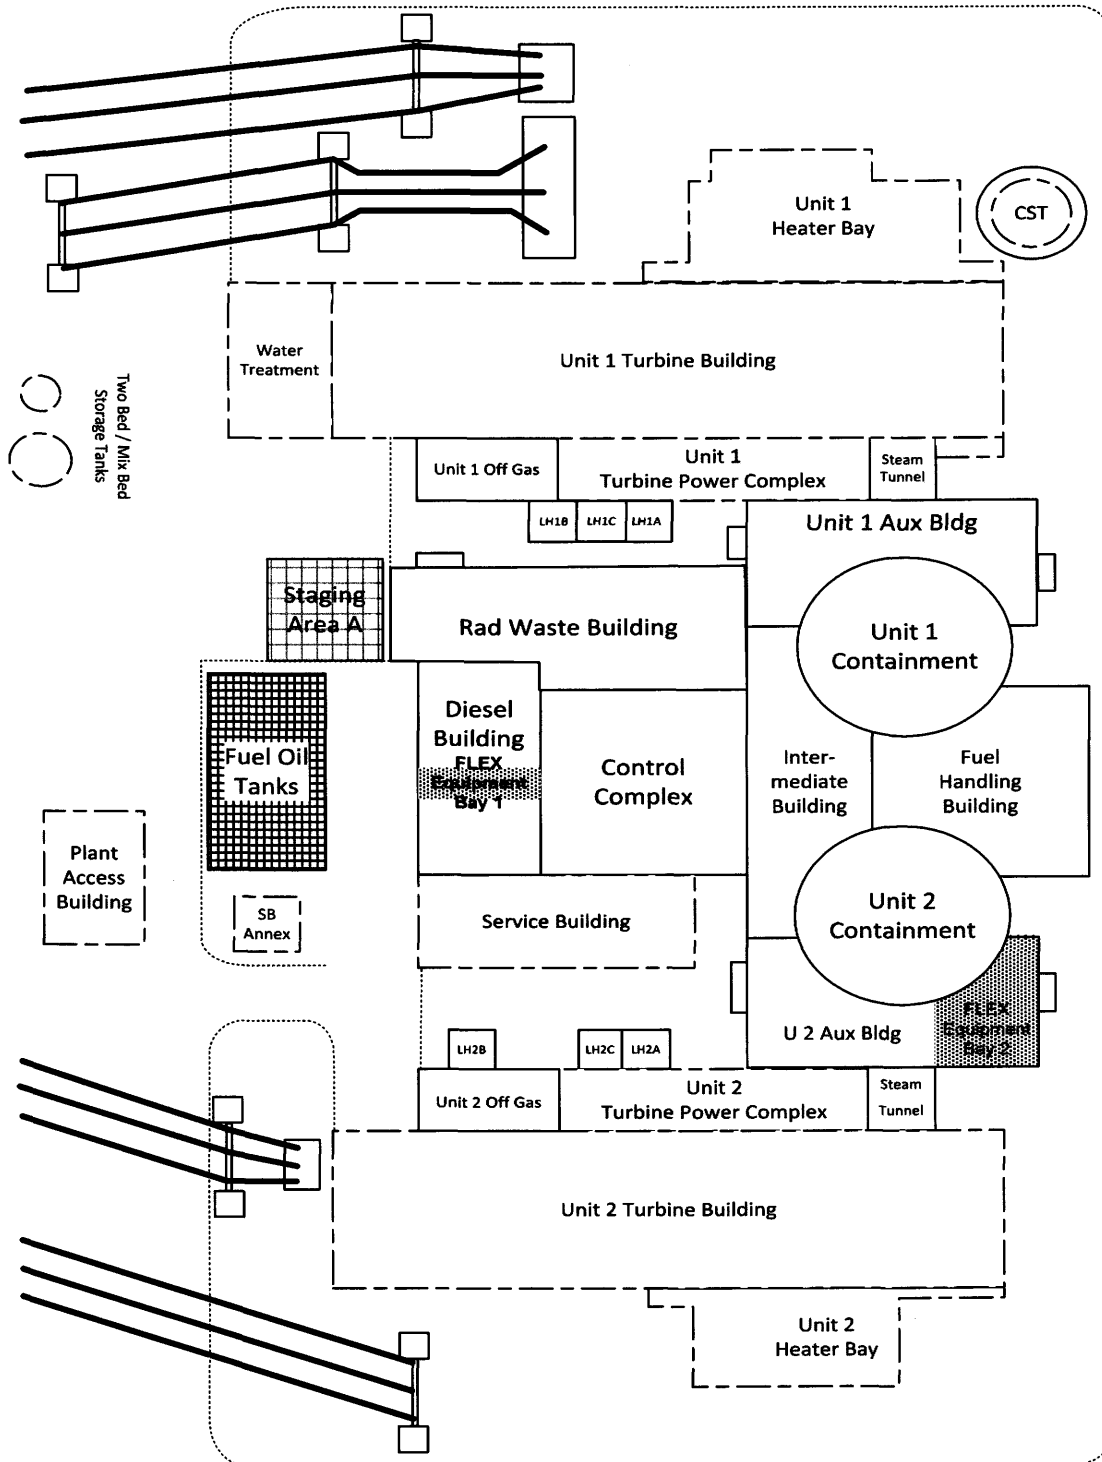 Unit 1
Heater Bay
CST
Water
Treatment
Unit 1 Turbine Building
Two Bed / Mix Bed
Storage Tanks
Unit 1 Off Gas
Unit 1
Turbine Power Complex
Steam
Tunnel
LH1B
LH1C
LH1A
Unit 1 Aux Bldg
Staging
Area A
Rad Waste Building
Unit 1
Containment
Diesel
Building
FLEX
Equipment
Bay 1
Fuel Oil
Tanks
Control
Complex
Inter-
mediate
Building
Fuel
Handling
Building
Plant
Access
Building
SB
Annex
Service Building
Unit 2
Containment
U 2 Aux Bldg
FLEX
Equipment
Bay 2
LH2B
LH2C
LH2A
Unit 2 Off Gas
Unit 2
Turbine Power Complex
Steam
Tunnel
Unit 2 Turbine Building
Unit 2
Heater Bay